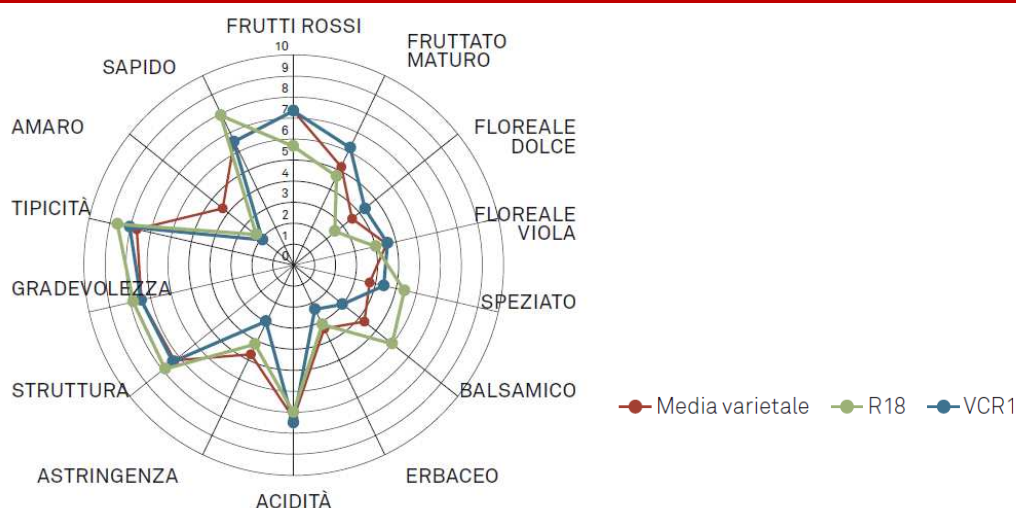 FRUTTI ROSSI
FRUTTATO
MATURO
FLOREALE
DOLCE
FLOREALE
VIOLA
SPEZIATO
BALSAMICO
ERBACEO
ACIDITÀ
ASTRINGENZA
STRUTTURA
GRADEVOLEZZA
TIPICITÀ
AMARO
SAPIDO
10
9
8
7
6
5
4
3
2
1
0
Media varietale
R18
VCR1